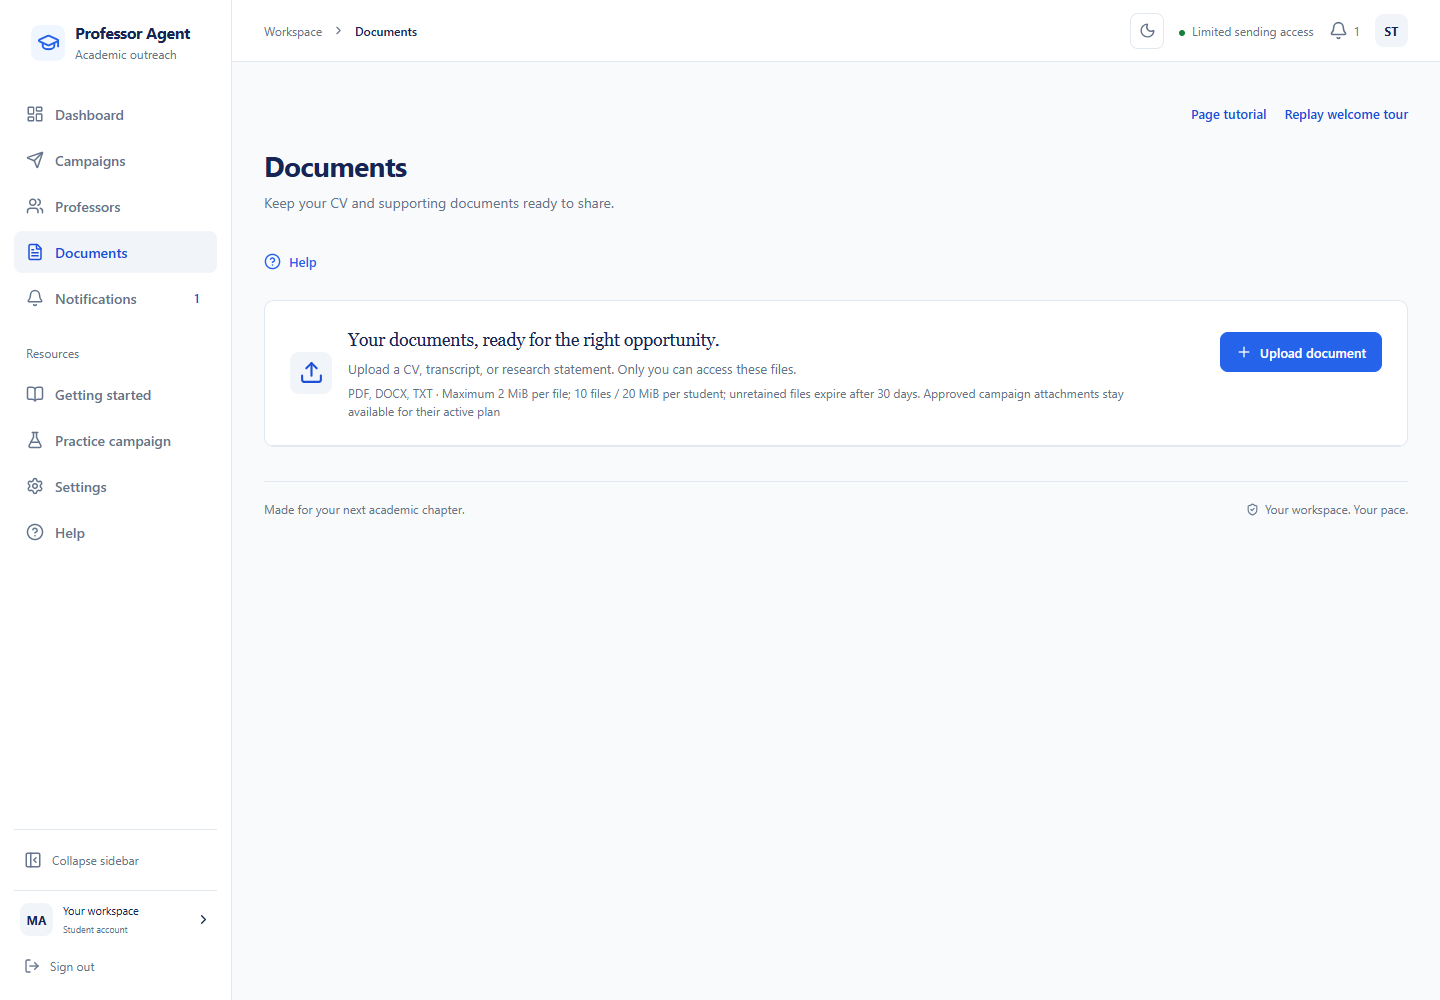 Professor Agent
Academic outreach
Dashboard
Campaigns
Professors
Documents
Notifications 1
Resources
Getting started
Practice campaign
Settings
Help
Collapse sidebar
MA
Your workspace
Student account
Sign out
Workspace Documents
Limited sending access
1
ST
Page tutorial Replay welcome tour
Documents
Keep your CV and supporting documents ready to share.
Help
Your documents, ready for the right opportunity.
Upload a CV, transcript, or research statement. Only you can access these files.
PDF, DOCX, TXT · Maximum 2 MiB per file; 10 files / 20 MiB per student; unretained files expire after 30 days. Approved campaign attachments stay
available for their active plan
Upload document
Made for your next academic chapter.
Your workspace. Your pace.